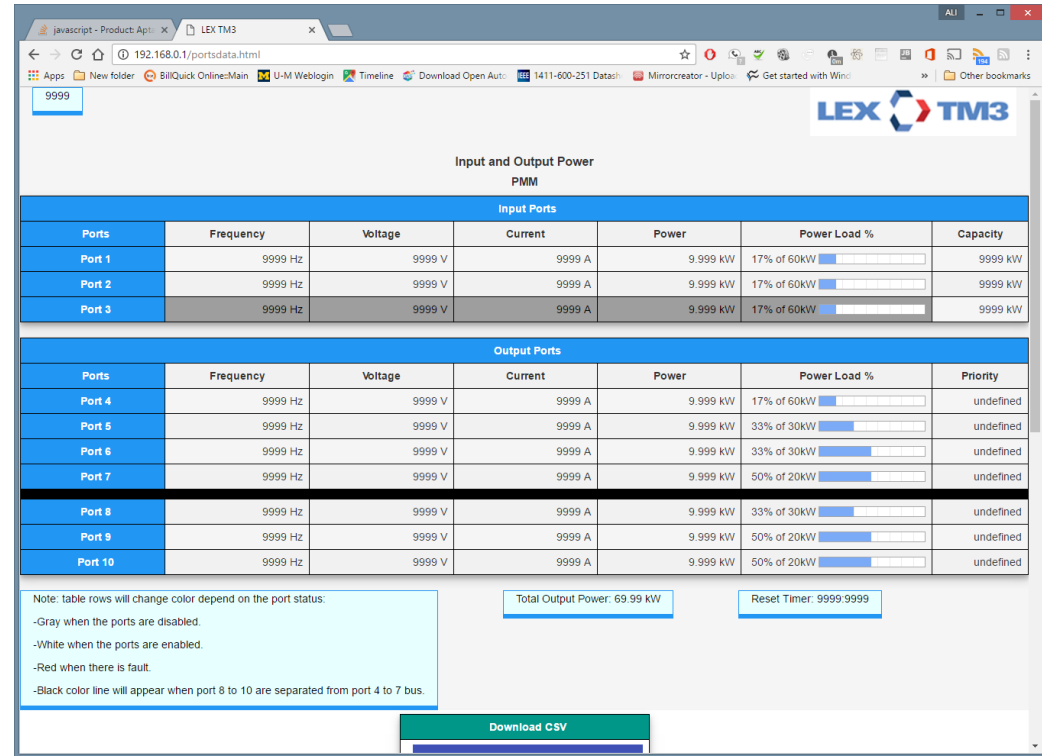 ALI
javascript - Product: Apta
LEX TM3
192.168.0.1/portsdata.html
Apps New folder BillQuick Online:Main U-M Weblogin Timeline Download Open Auto 1411-600-251 Datash Mirrorcreator - Uploa Get started with Wind » Other bookmarks
9999
LEX TM3
Input and Output Power
PMM
Input Ports
Ports Frequency Voltage Current Power Power Load % Capacity
Port 1 9999 Hz 9999 V 9999 A 9.999 kW 17% of 60kW 9999 kW
Port 2 9999 Hz 9999 V 9999 A 9.999 kW 17% of 60kW 9999 kW
Port 3 9999 Hz 9999 V 9999 A 9.999 kW 17% of 60kW 9999 kW
Output Ports
Ports Frequency Voltage Current Power Power Load % Priority
Port 4 9999 Hz 9999 V 9999 A 9.999 kW 17% of 60kW undefined
Port 5 9999 Hz 9999 V 9999 A 9.999 kW 33% of 30kW undefined
Port 6 9999 Hz 9999 V 9999 A 9.999 kW 33% of 30kW undefined
Port 7 9999 Hz 9999 V 9999 A 9.999 kW 50% of 20kW undefined
Port 8 9999 Hz 9999 V 9999 A 9.999 kW 33% of 30kW undefined
Port 9 9999 Hz 9999 V 9999 A 9.999 kW 50% of 20kW undefined
Port 10 9999 Hz 9999 V 9999 A 9.999 kW 50% of 20kW undefined
Note: table rows will change color depend on the port status:
-Gray when the ports are disabled.
-White when the ports are enabled.
-Red when there is fault.
-Black color line will appear when port 8 to 10 are separated from port 4 to 7 bus.
Total Output Power: 69.99 kW
Reset Timer: 9999:9999
Download CSV